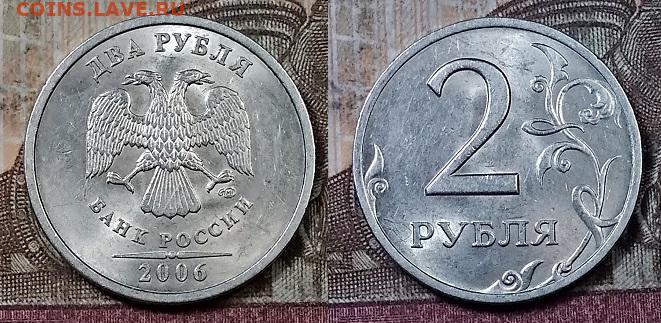 COINS.LAVE.RU
ДВА РУБЛЯ
БАНК РОССИИ
2006
2
РУБЛЯ